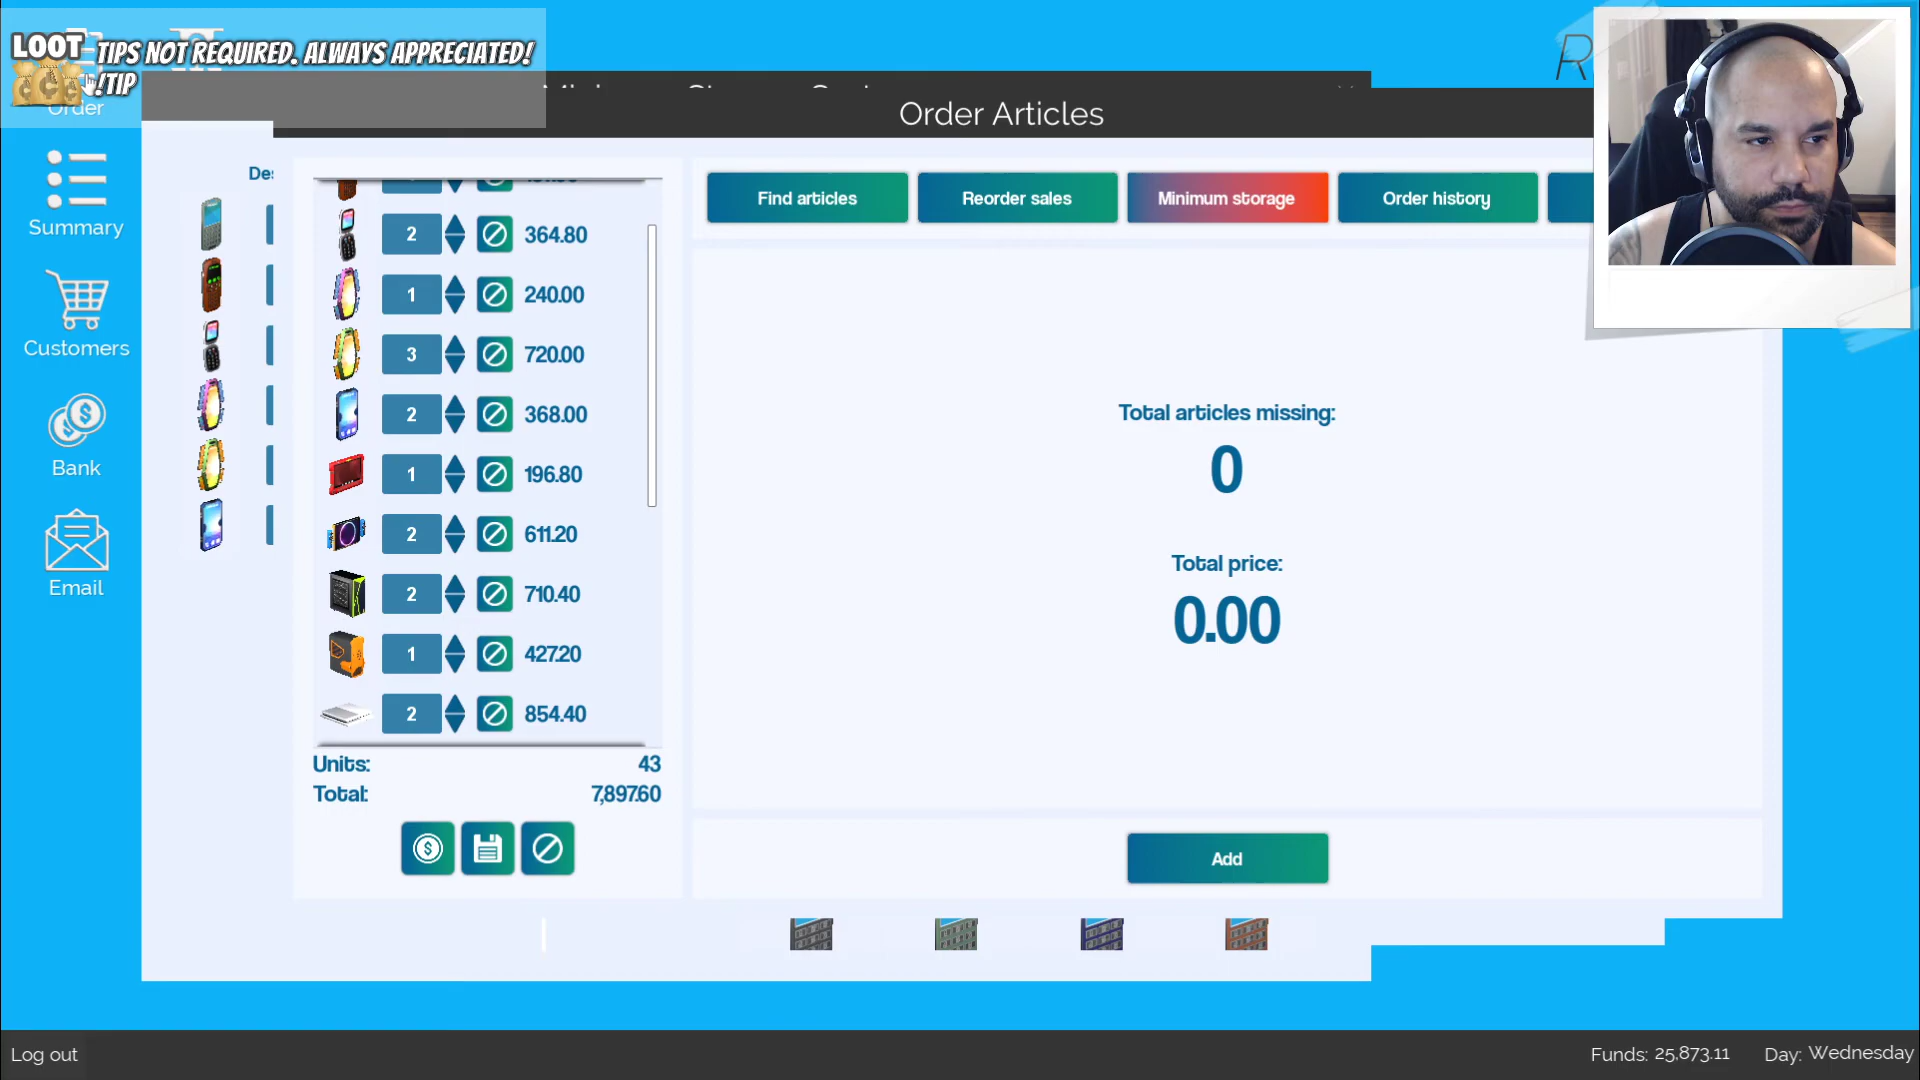 LOOT
TIPS NOT REQUIRED. ALWAYS APPRECIATED!
!TIP
Order
Order Articles
R
Des
Find articles
Reorder sales
Minimum storage
Order history
Summary
Customers
Bank
Email
2 364.80
1 240.00
3 720.00
2 368.00
1 196.80
2 611.20
2 710.40
1 427.20
2 854.40
Units: 43
Total: 7,897.60
Total articles missing:
0
Total price:
0.00
Add
Log out
Funds: 25,873.11 Day: Wednesday